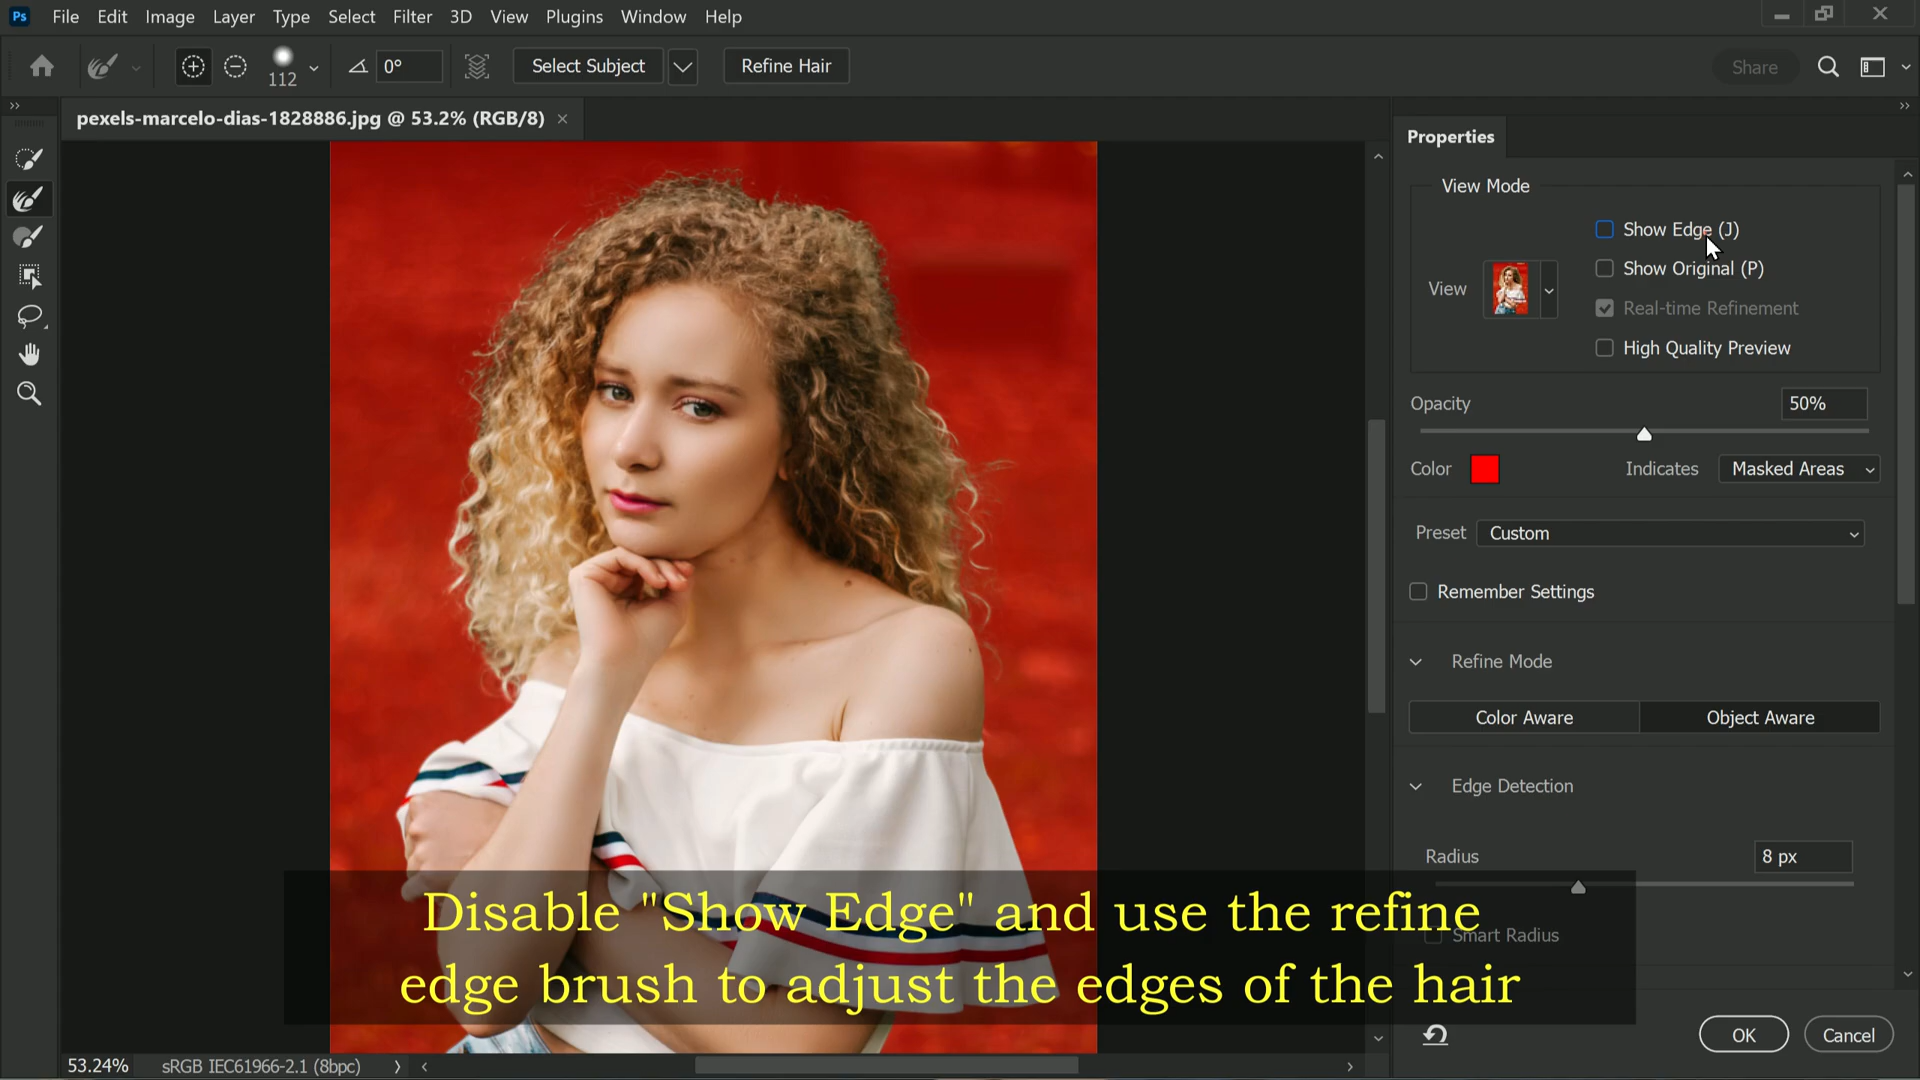 Ps File Edit Image Layer Type Select Filter 3D View Plugins Window Help
112 0° Select Subject Refine Hair Share
pexels-marcelo-dias-1828886.jpg @ 53.2% (RGB/8) ×
Properties
View Mode
Show Edge (J)
Show Original (P)
View
Real-time Refinement
High Quality Preview
Opacity 50%
Color Indicates Masked Areas
Preset Custom
Remember Settings
Refine Mode
Color Aware Object Aware
Edge Detection
Radius 8 px
Smart Radius
Disable "Show Edge" and use the refine
edge brush to adjust the edges of the hair
OK Cancel
53.24% sRGB IEC61966-2.1 (8bpc)